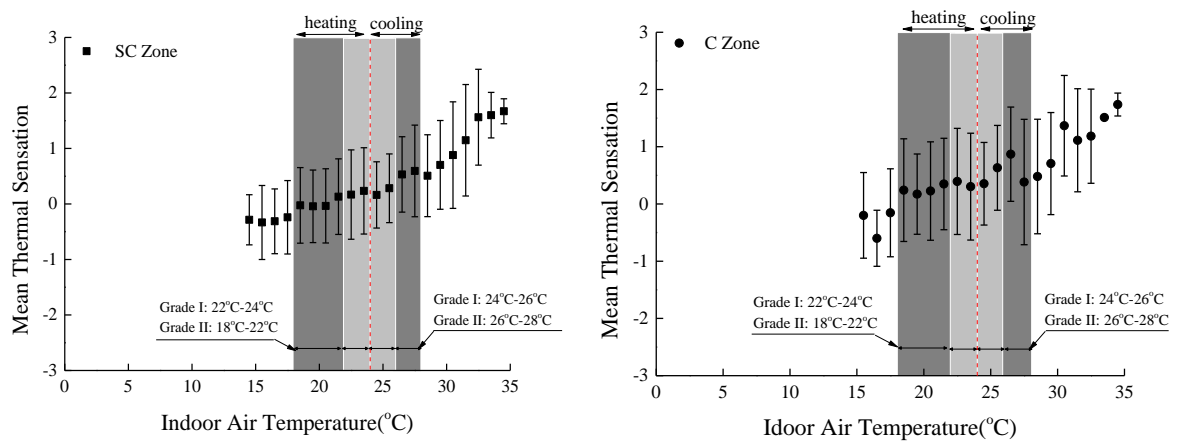 heating cooling
3
SC Zone
2
1
0
-1
-2
-3
Mean Thermal Sensation
Grade I: 22°C-24°C
Grade II: 18°C-22°C
Grade I: 24°C-26°C
Grade II: 26°C-28°C
0 5 10 15 20 25 30 35
Indoor Air Temperature(°C)
heating cooling
3
C Zone
2
1
0
-1
-2
-3
Mean Thermal Sensation
Grade I: 22°C-24°C
Grade II: 18°C-22°C
Grade I: 24°C-26°C
Grade II: 26°C-28°C
0 5 10 15 20 25 30 35
Idoor Air Temperature(°C)